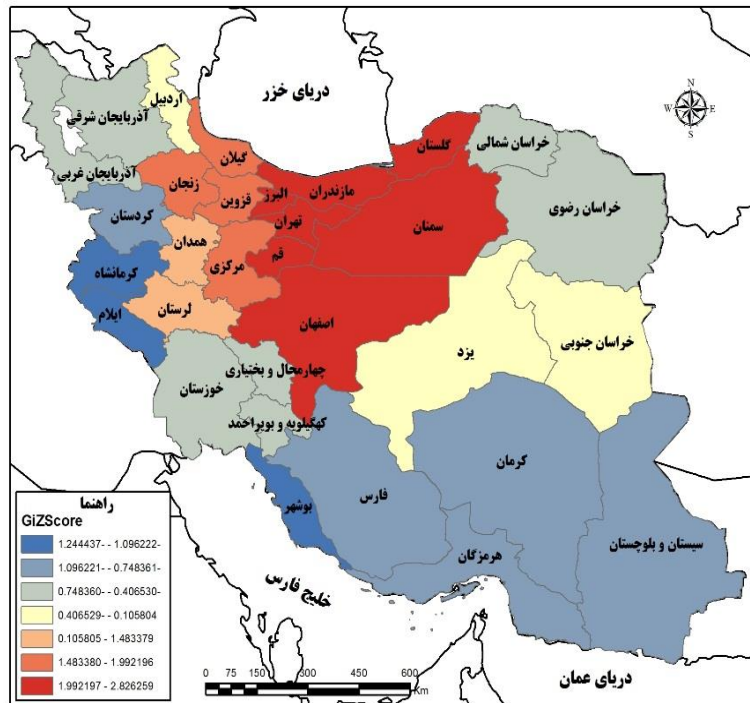 دریای خزر
N
W E
S
اردبیل
آذربایجان شرقی
گیلان
گلستان
خراسان شمالی
آذربایجان غربی
زنجان
البرز
مازندران
قزوین
خراسان رضوی
کردستان
تهران
سمنان
همدان
قم
مرکزی
کرمانشاه
ایلام
لرستان
اصفهان
یزد
خراسان جنوبی
چهارمحال و بختیاری
خوزستان
کهگیلویه و بویراحمد
کرمان
فارس
بوشهر
سیستان و بلوچستان
هرمزگان
خلیج فارس
دریای عمان
راهنما
GiZScore
1.244437- - 1.096222-
1.096221- - 0.748361-
0.748360- - 0.406530-
0.406529- - 0.105804
0.105805 - 1.483379
1.483380 - 1.992196
1.992197 - 2.826259
0 75 150 300 450 600
Km